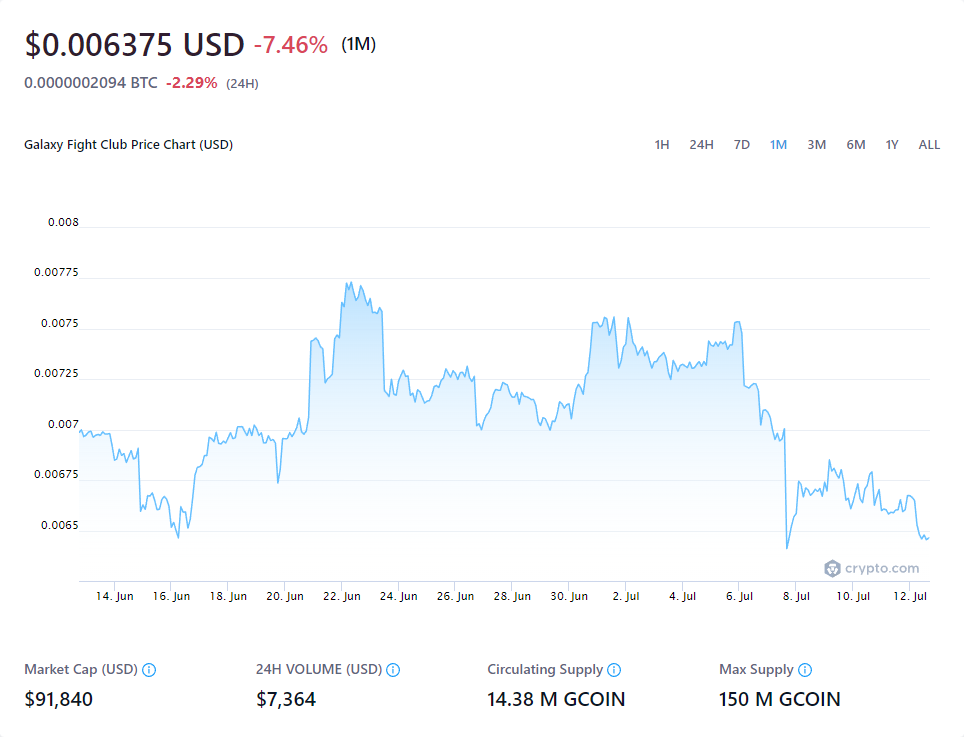 $0.006375 USD -7.46% (1M)
0.0000002094 BTC -2.29% (24H)
Galaxy Fight Club Price Chart (USD) 1H 24H 7D 1M 3M 6M 1Y ALL
0.008
0.00775
0.0075
0.00725
0.007
0.00675
0.0065
crypto.com
14. Jun 16. Jun 18. Jun 20. Jun 22. Jun 24. Jun 26. Jun 28. Jun 30. Jun 2. Jul 4. Jul 6. Jul 8. Jul 10. Jul 12. Jul
Market Cap (USD) 24H VOLUME (USD) Circulating Supply Max Supply
$91,840 $7,364 14.38 M GCOIN 150 M GCOIN